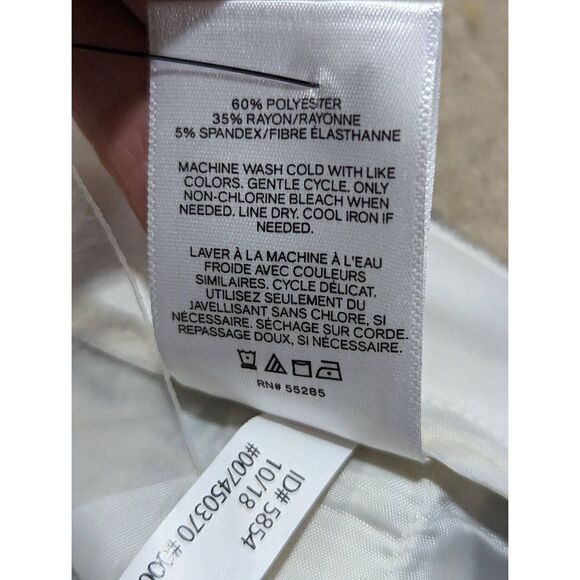 60% POLYESTER
35% RAYON/RAYONNE
5% SPANDEX/FIBRE ÉLASTHANNE
MACHINE WASH COLD WITH LIKE
COLORS. GENTLE CYCLE. ONLY
NON-CHLORINE BLEACH WHEN
NEEDED. LINE DRY. COOL IRON IF
NEEDED.
LAVER À LA MACHINE À L'EAU
FROIDE AVEC COULEURS
SIMILAIRES. CYCLE DÉLICAT.
UTILISEZ SEULEMENT DU
JAVELLISANT SANS CHLORE, SI
NÉCESSAIRE. SÉCHAGE SUR CORDE.
REPASSAGE DOUX, SI NÉCESSAIRE.
RN# 55285
ID# 5854
10/18
#007450370